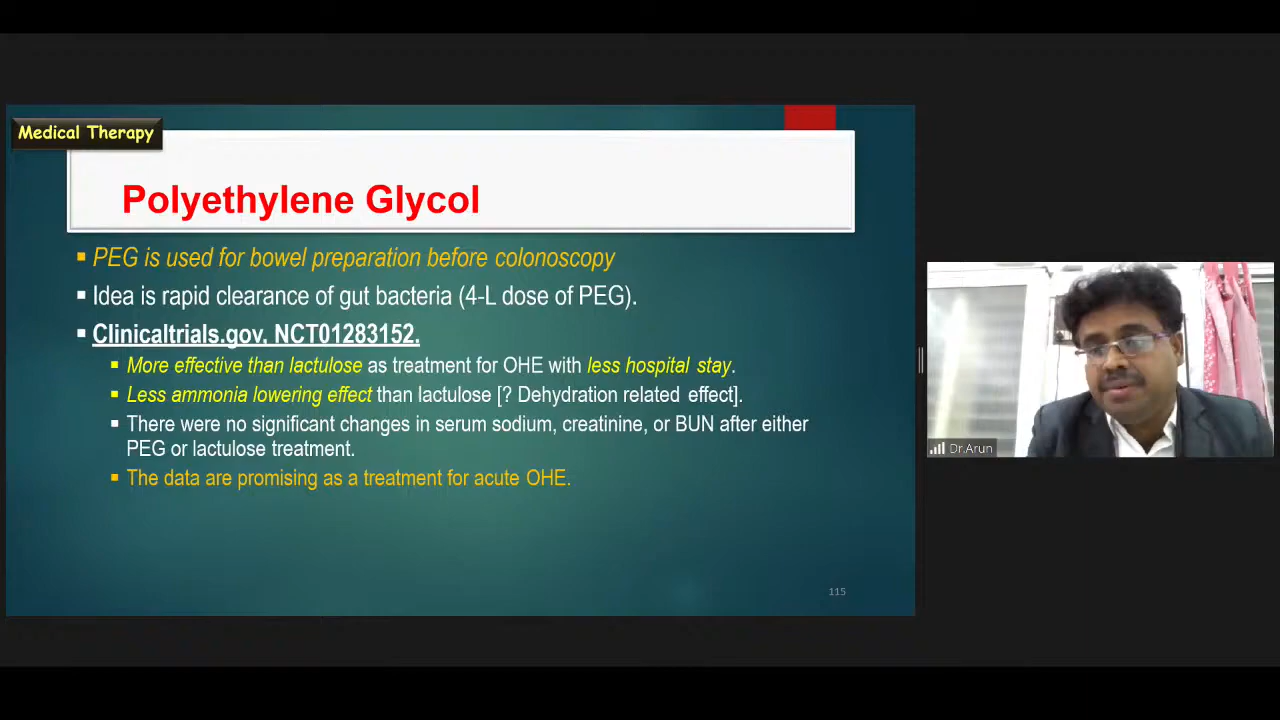 Medical Therapy
Polyethylene Glycol
PEG is used for bowel preparation before colonoscopy
Idea is rapid clearance of gut bacteria (4-L dose of PEG).
Clinicaltrials.gov, NCT01283152.
More effective than lactulose as treatment for OHE with less hospital stay.
Less ammonia lowering effect than lactulose [? Dehydration related effect].
There were no significant changes in serum sodium, creatinine, or BUN after either
PEG or lactulose treatment.
The data are promising as a treatment for acute OHE.
115
Dr.Arun